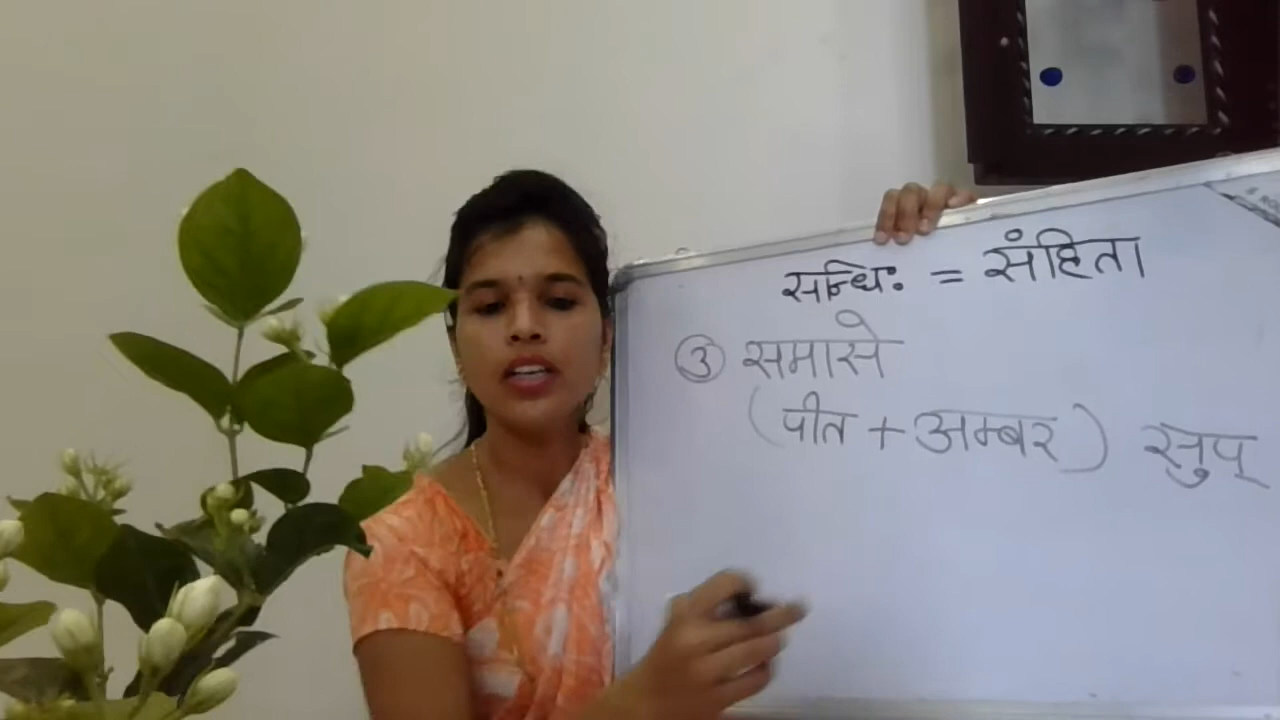 सन्धिः = संहिता
③ समासे
(पीत + अम्बर) सुप्